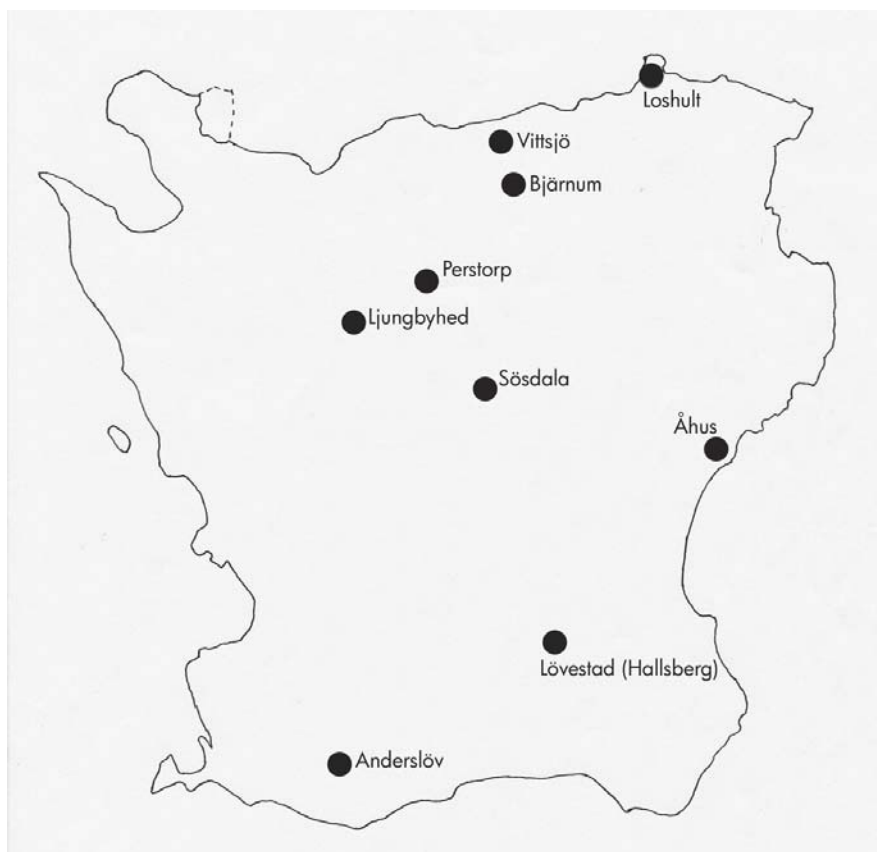 Loshult
Vittsjö
Bjärnum
Perstorp
Ljungbyhed
Sösdala
Åhus
Lövestad (Hallsberg)
Anderslöv